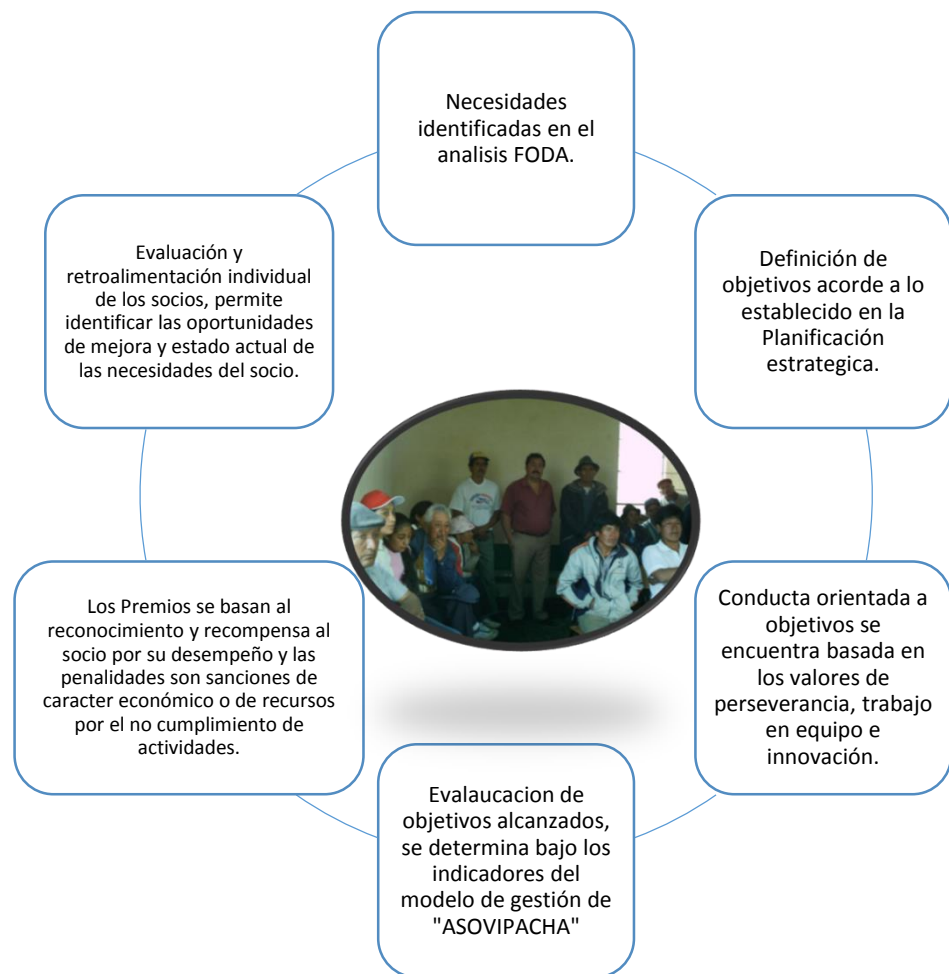 Necesidades
identificadas en el
analisis FODA.
Definición de
objetivos acorde a lo
establecido en la
Planificación
estrategica.
Conducta orientada a
objetivos se
encuentra basada en
los valores de
perseverancia, trabajo
en equipo e
innovación.
Evalaucacion de
objetivos alcanzados,
se determina bajo los
indicadores del
modelo de gestión de
"ASOVIPACHA"
Los Premios se basan al
reconocimiento y recompensa al
socio por su desempeño y las
penalidades son sanciones de
caracter económico o de recursos
por el no cumplimiento de
actividades.
Evaluación y
retroalimentación individual
de los socios, permite
identificar las oportunidades
de mejora y estado actual de
las necesidades del socio.